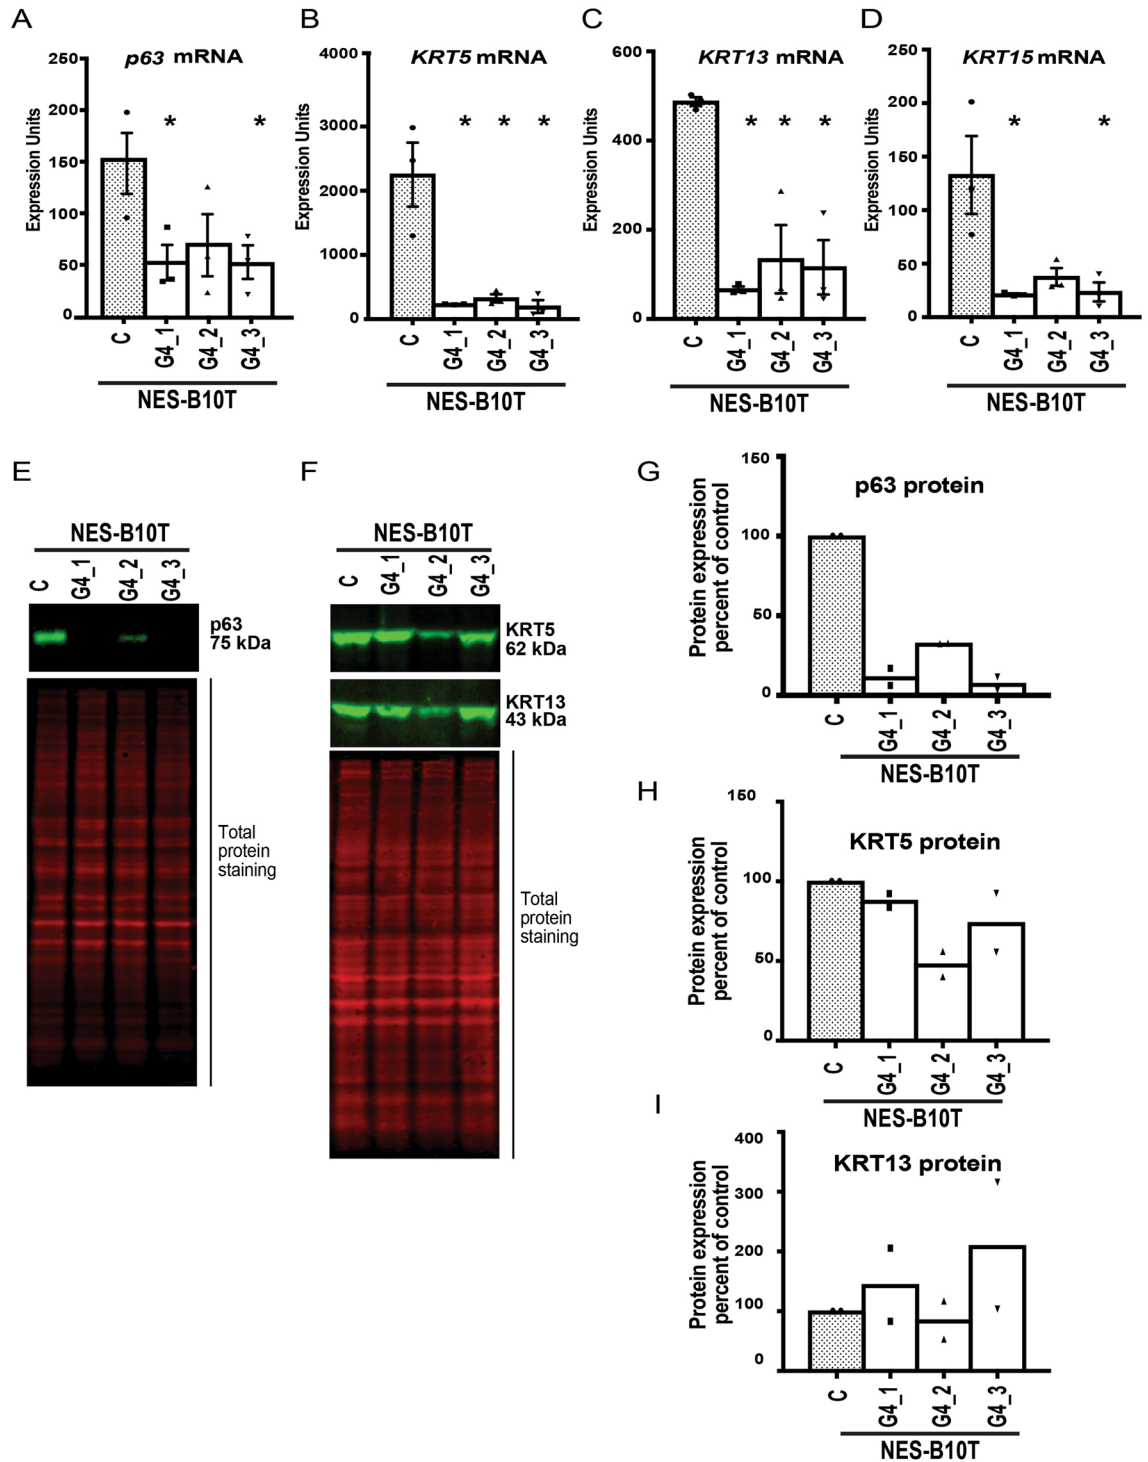 A
p63 mRNA
Expression Units
250
200
150
100
50
0
*
*
C
G4_1
G4_2
G4_3
NES-B10T
B
KRT5 mRNA
Expression Units
4000
3000
2000
1000
0
*
*
*
C
G4_1
G4_2
G4_3
NES-B10T
C
KRT13 mRNA
Expression Units
600
400
200
0
*
*
*
C
G4_1
G4_2
G4_3
NES-B10T
D
KRT15 mRNA
Expression Units
250
200
150
100
50
0
*
*
C
G4_1
G4_2
G4_3
NES-B10T
E
NES-B10T
C
G4_1
G4_2
G4_3
p63
75 kDa
Total
protein
staining
F
NES-B10T
C
G4_1
G4_2
G4_3
KRT5
62 kDa
KRT13
43 kDa
Total
protein
staining
G
p63 protein
Protein expression
percent of control
150
100
50
0
C
G4_1
G4_2
G4_3
NES-B10T
H
KRT5 protein
Protein expression
percent of control
150
100
50
0
C
G4_1
G4_2
G4_3
NES-B10T
I
KRT13 protein
Protein expression
percent of control
400
300
200
100
0
C
G4_1
G4_2
G4_3
NES-B10T